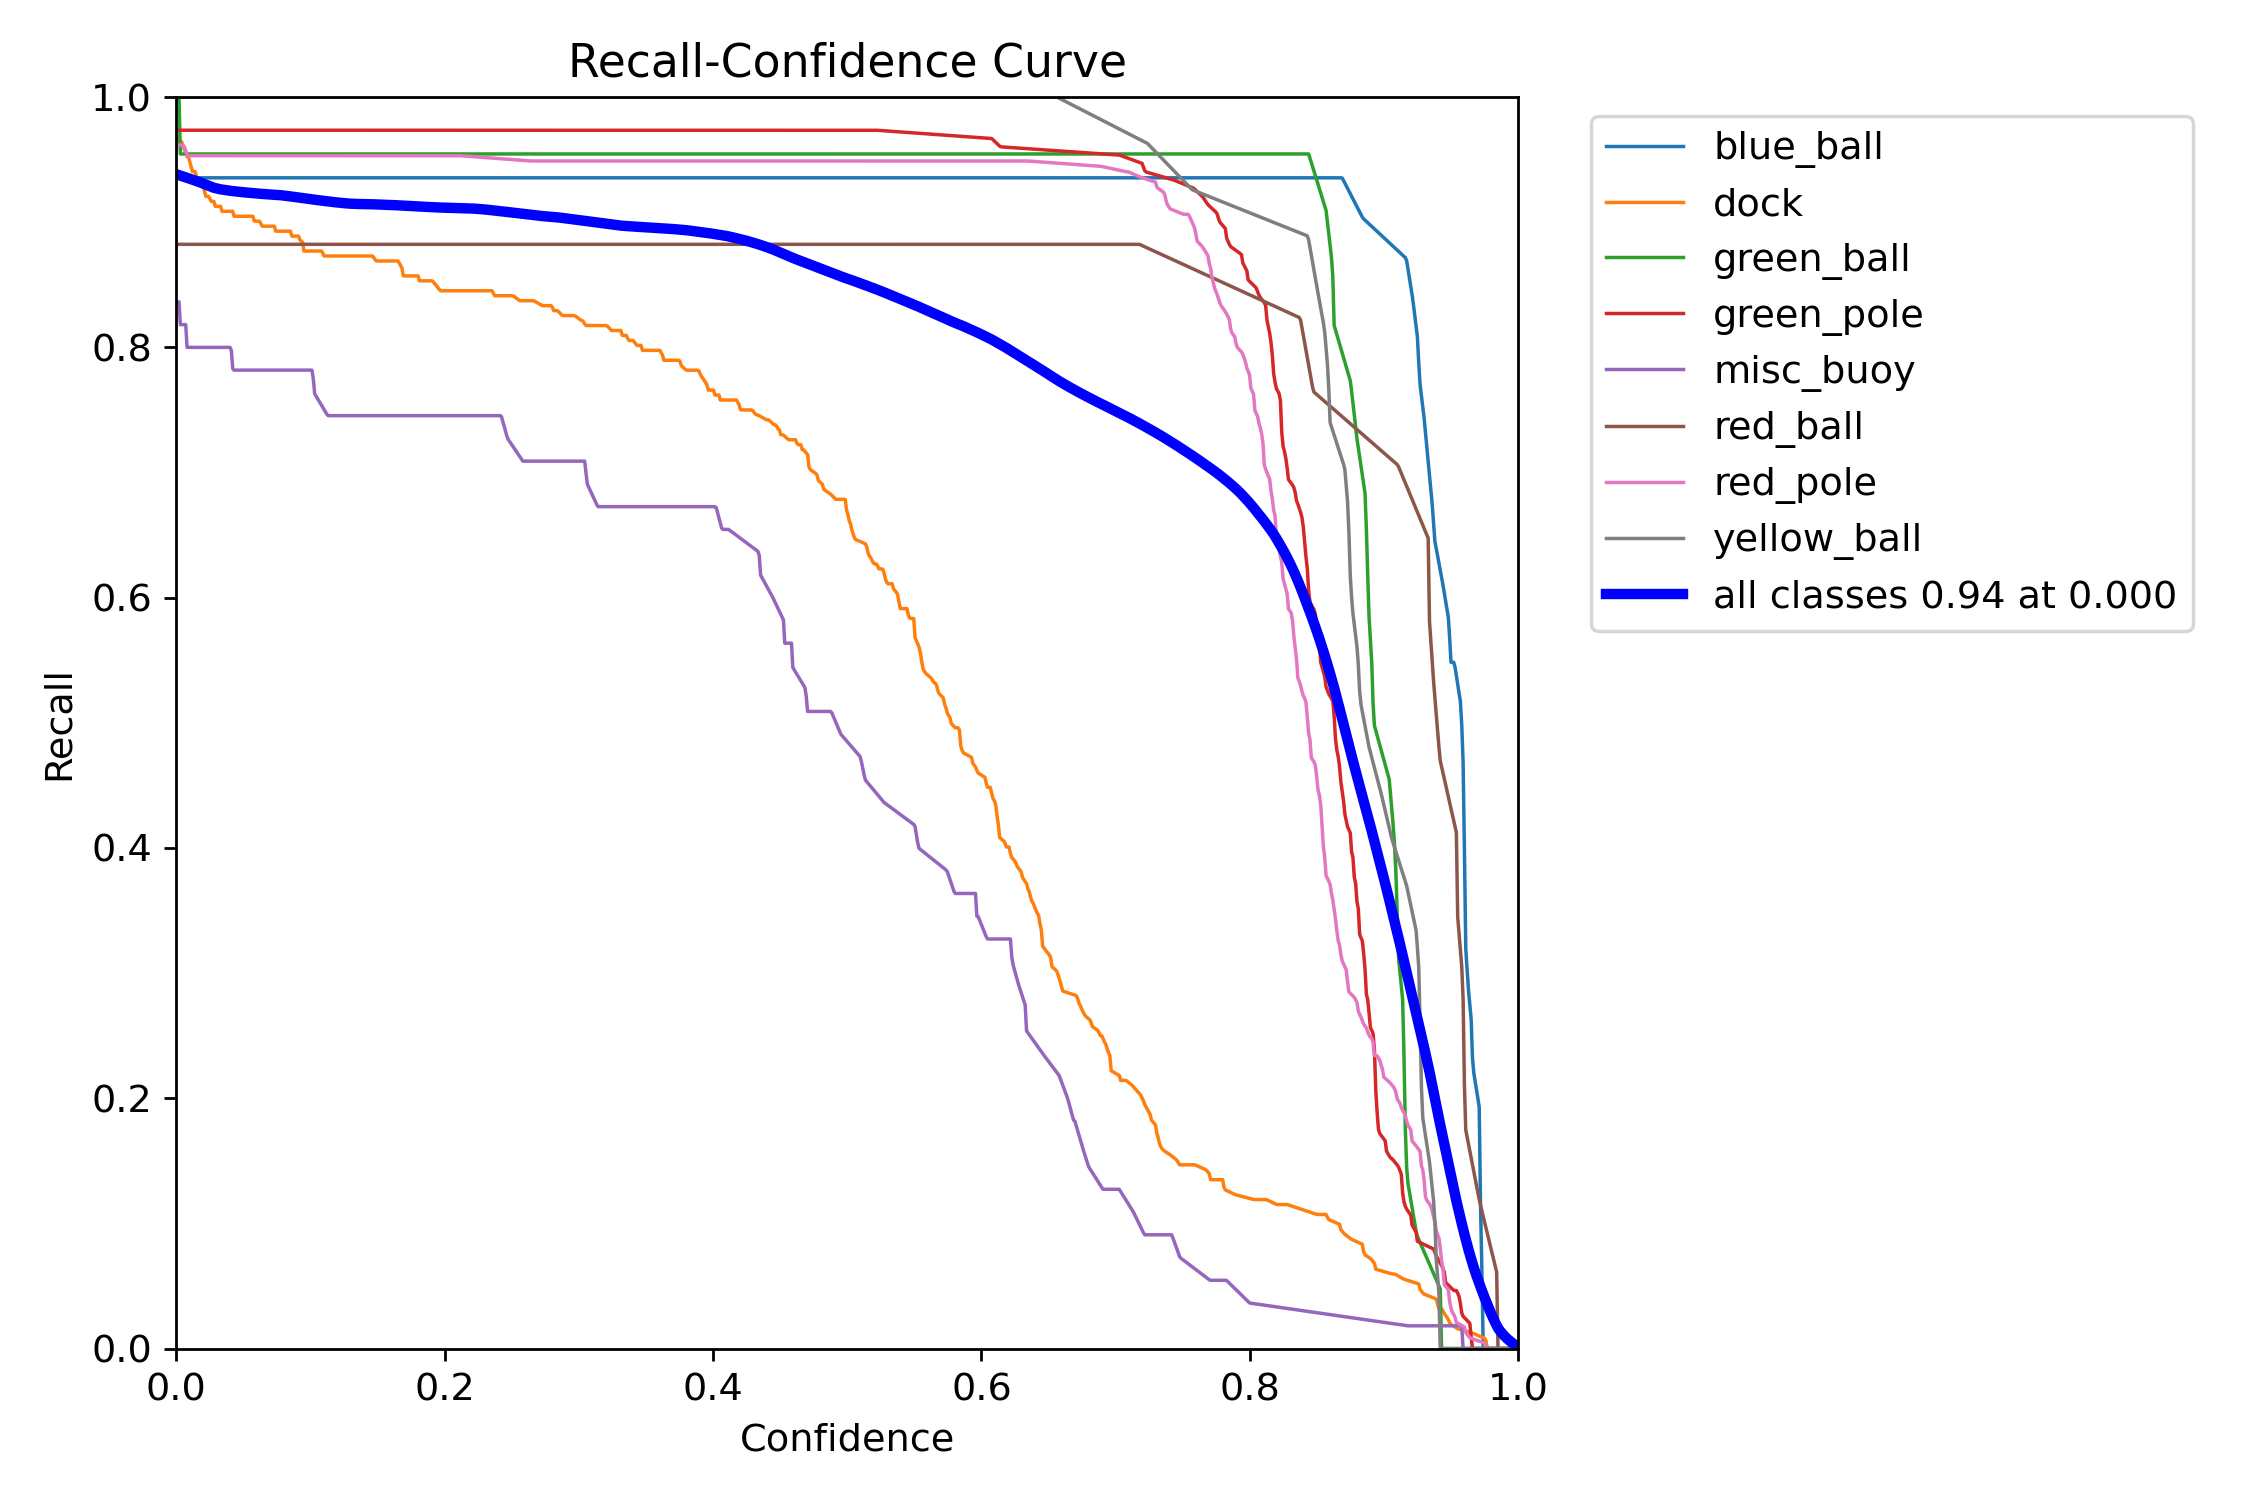 Recall-Confidence Curve
1.0
0.8
0.6
0.4
0.2
0.0
Recall
0.0 0.2 0.4 0.6 0.8 1.0
Confidence
blue_ball
dock
green_ball
green_pole
misc_buoy
red_ball
red_pole
yellow_ball
all classes 0.94 at 0.000